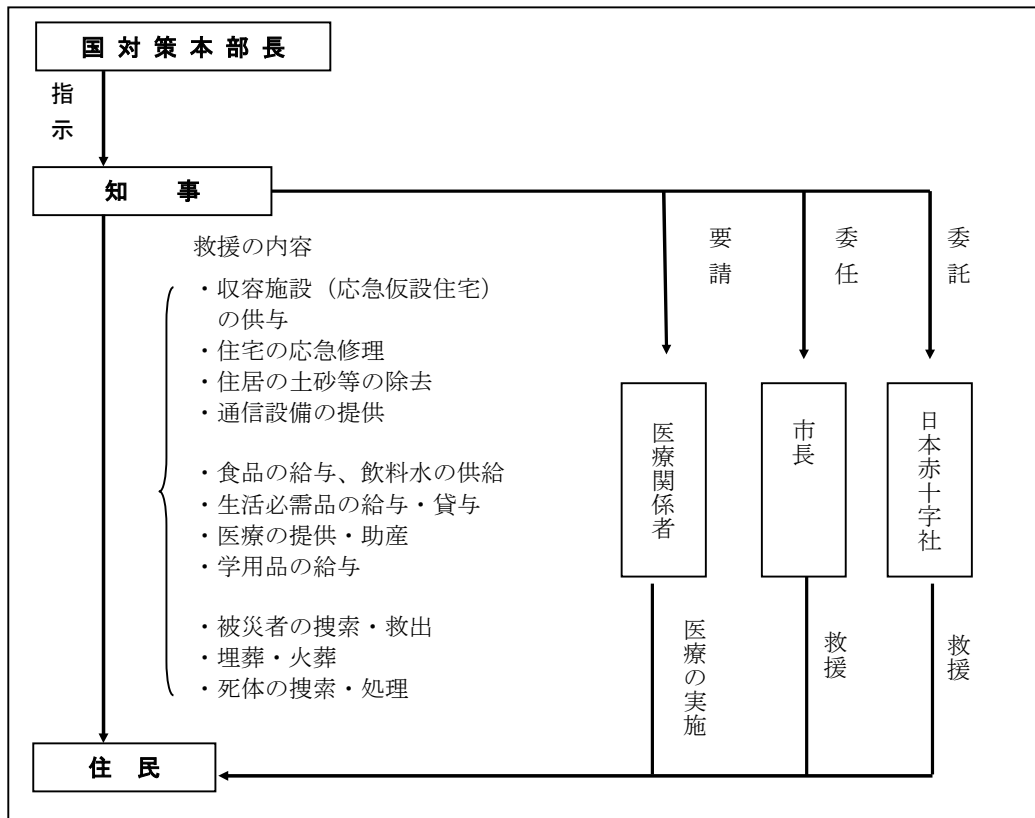 国対策本部長
指示
知 事
救援の内容
・収容施設（応急仮設住宅）
の供与
・住宅の応急修理
・住居の土砂等の除去
・通信設備の提供
・食品の給与、飲料水の供給
・生活必需品の給与・貸与
・医療の提供・助産
・学用品の給与
・被災者の捜索・救出
・埋葬・火葬
・死体の捜索・処理
要請
委任
委託
医療関係者
市長
日本赤十字社
医療の実施
救援
救援
住 民